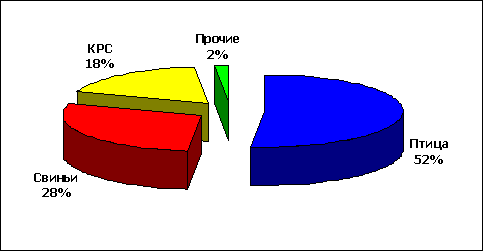 КРС
18%
Прочие
2%
Птица
52%
Свиньи
28%